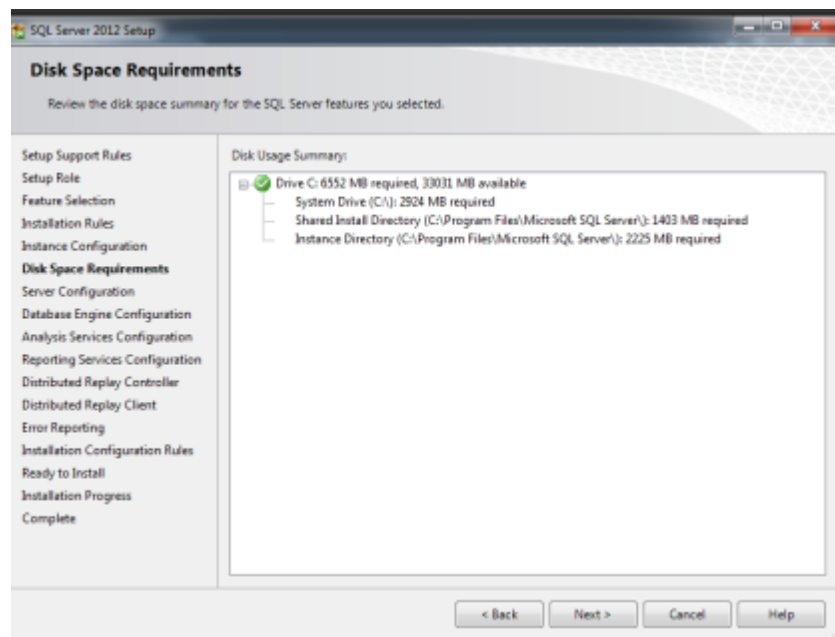 SQL Server 2012 Setup
Disk Space Requirements
Review the disk space summary for the SQL Server features you selected.
Setup Support Rules
Setup Role
Feature Selection
Installation Rules
Instance Configuration
Disk Space Requirements
Server Configuration
Database Engine Configuration
Analysis Services Configuration
Reporting Services Configuration
Distributed Replay Controller
Distributed Replay Client
Error Reporting
Installation Configuration Rules
Ready to Install
Installation Progress
Complete
Disk Usage Summary:
Drive C: 6552 MB required, 33031 MB available
System Drive (C:\): 2924 MB required
Shared Install Directory (C:\Program Files\Microsoft SQL Server\): 1403 MB required
Instance Directory (C:\Program Files\Microsoft SQL Server\): 2225 MB required
< Back
Next >
Cancel
Help